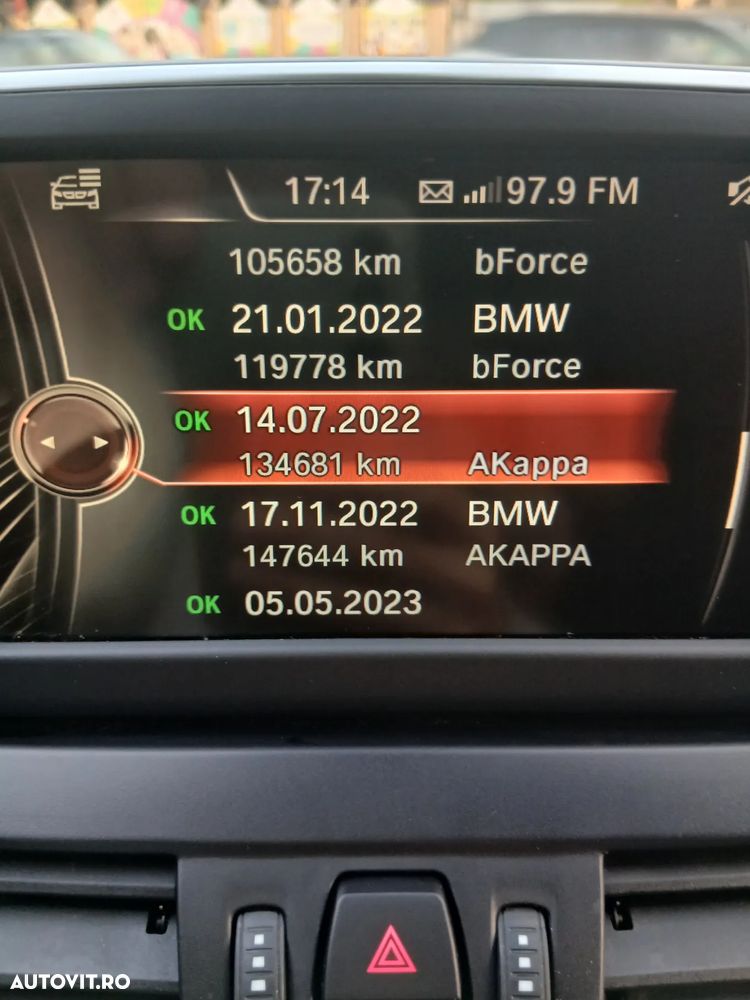 17:14 97.9 FM
105658 km bForce
OK 21.01.2022 BMW
119778 km bForce
OK 14.07.2022
134681 km AKappa
OK 17.11.2022 BMW
147644 km AKAPPA
OK 05.05.2023
AUTOVIT.RO